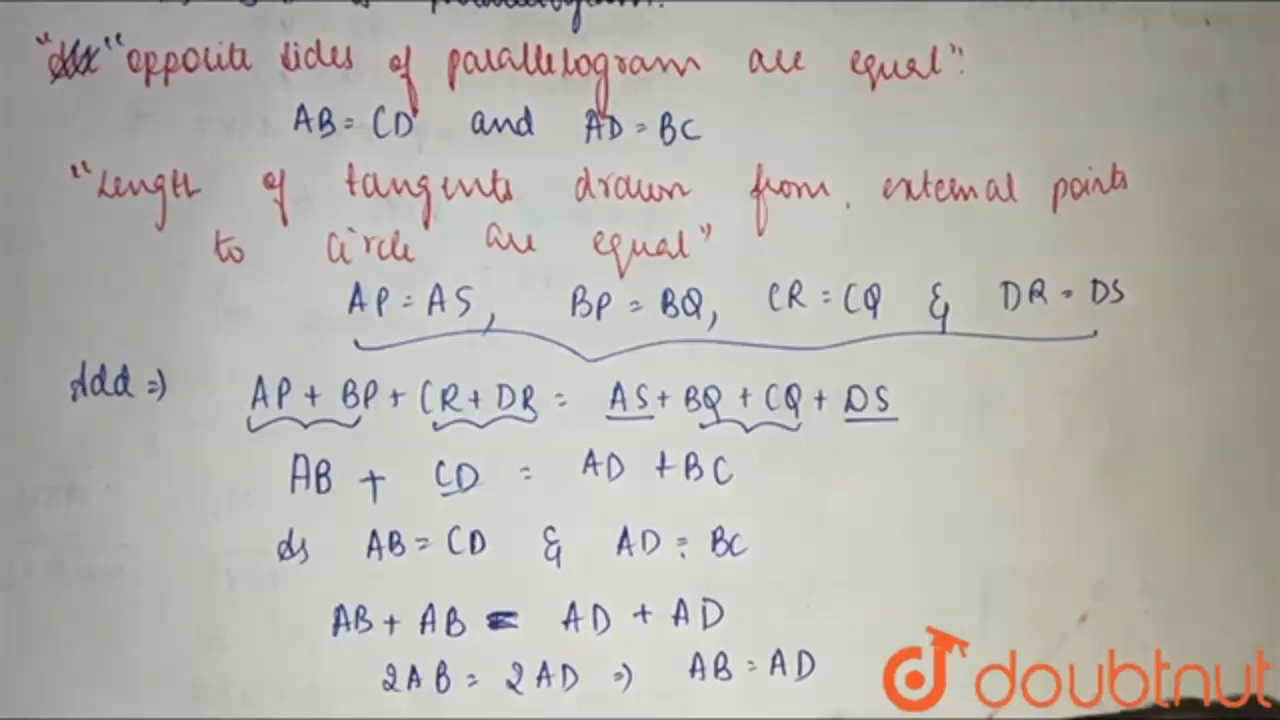 parallelogram.
"opposite sides of parallelogram are equal".
AB = CD and AD = BC
"Length of tangents drawn from external points
to circle are equal"
AP = AS, BP = BQ, CR = CQ & DR = DS
Add ⇒) AP + BP + CR + DR = AS + BQ + CQ + DS
AB + CD = AD + BC
As AB = CD & AD = BC
AB + AB = AD + AD
2AB = 2AD ⇒) AB = AD
doubtnut